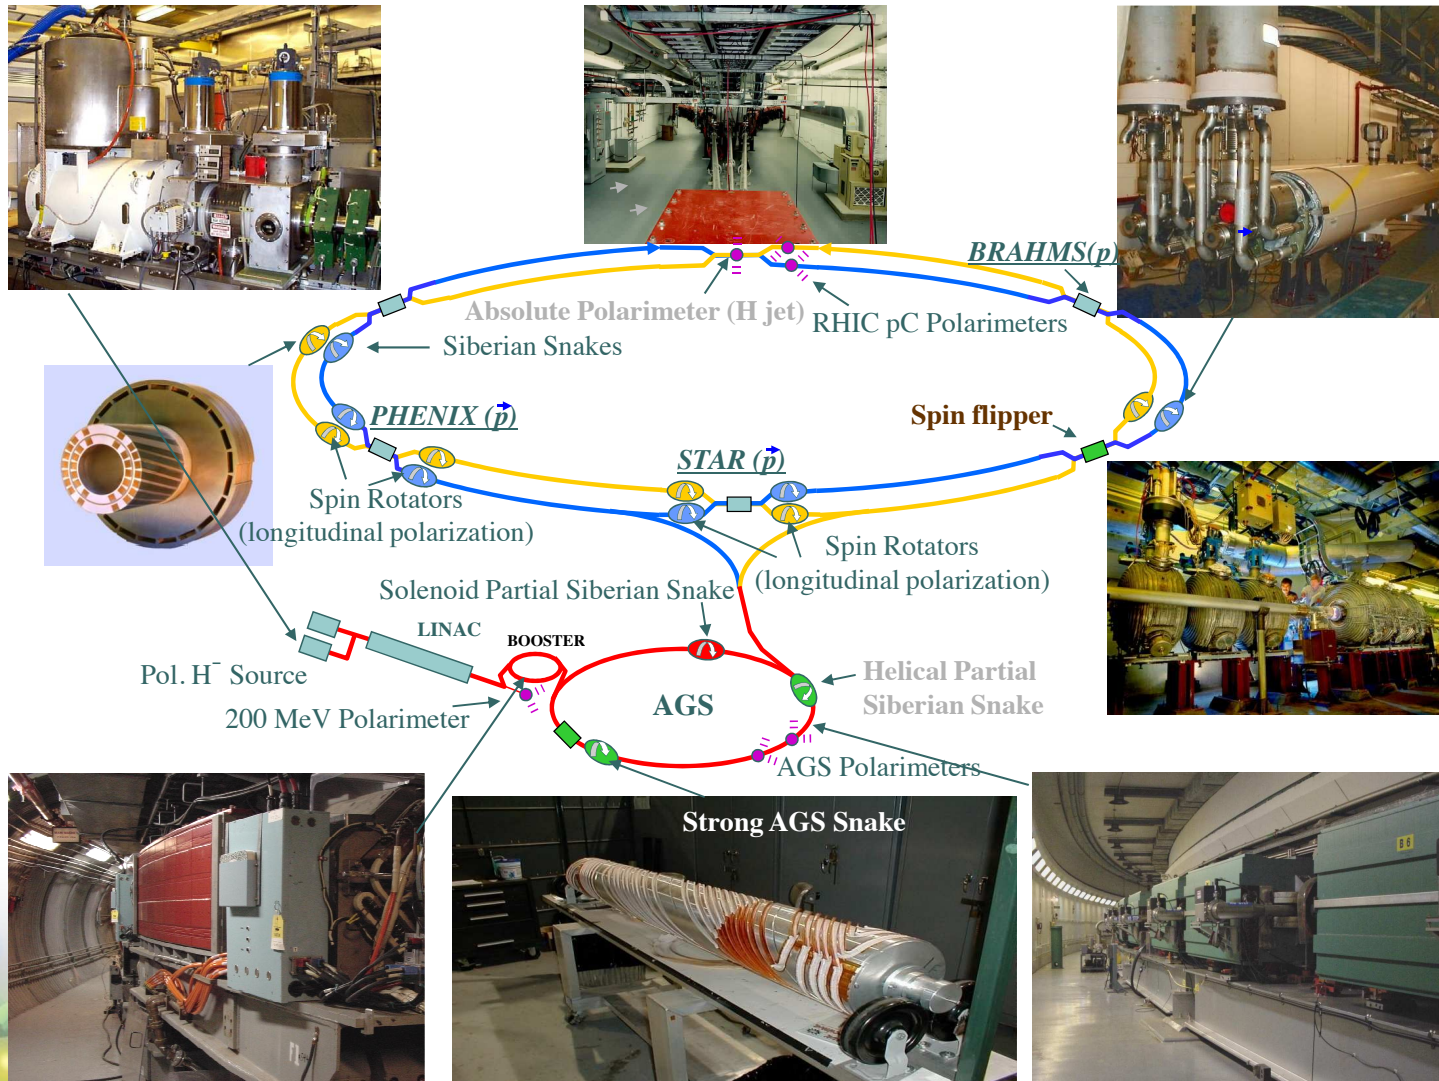 BRAHMS(p)
Absolute Polarimeter (H jet)
RHIC pC Polarimeters
Siberian Snakes
PHENIX (p)
Spin flipper
STAR (p)
Spin Rotators
(longitudinal polarization)
Spin Rotators
(longitudinal polarization)
Solenoid Partial Siberian Snake
LINAC
BOOSTER
Pol. H⁻ Source
200 MeV Polarimeter
AGS
Helical Partial
Siberian Snake
AGS Polarimeters
Strong AGS Snake